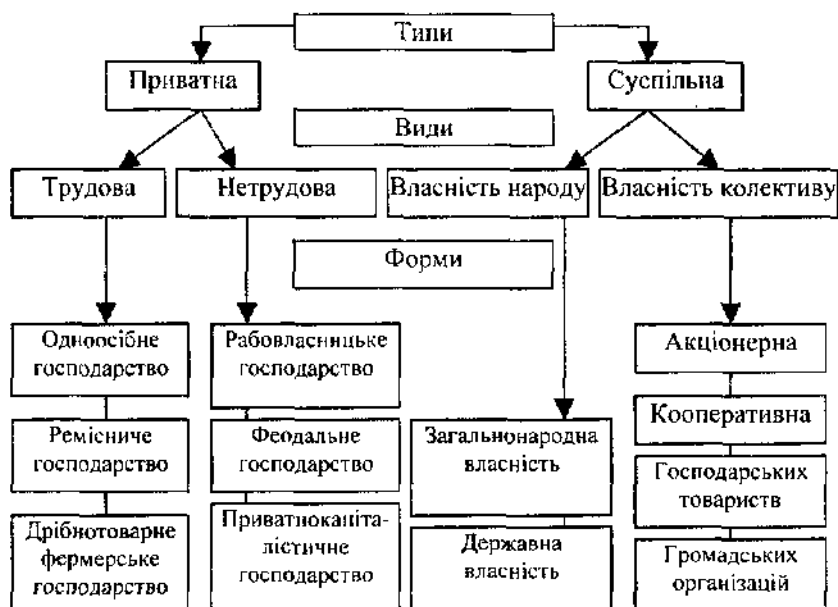 Типи
Приватна
Суспільна
Види
Трудова
Нетрудова
Власність народу
Власність колективу
Форми
Одноосібне
господарство
Рабовласницьке
господарство
Акціонерна
Ремісниче
господарство
Феодальне
господарство
Загальнонародна
власність
Кооперативна
Господарських
товариств
Дрібнотоварне
фермерське
господарство
Приватнокапіта-
лістичне
господарство
Державна
власність
Громадських
організацій